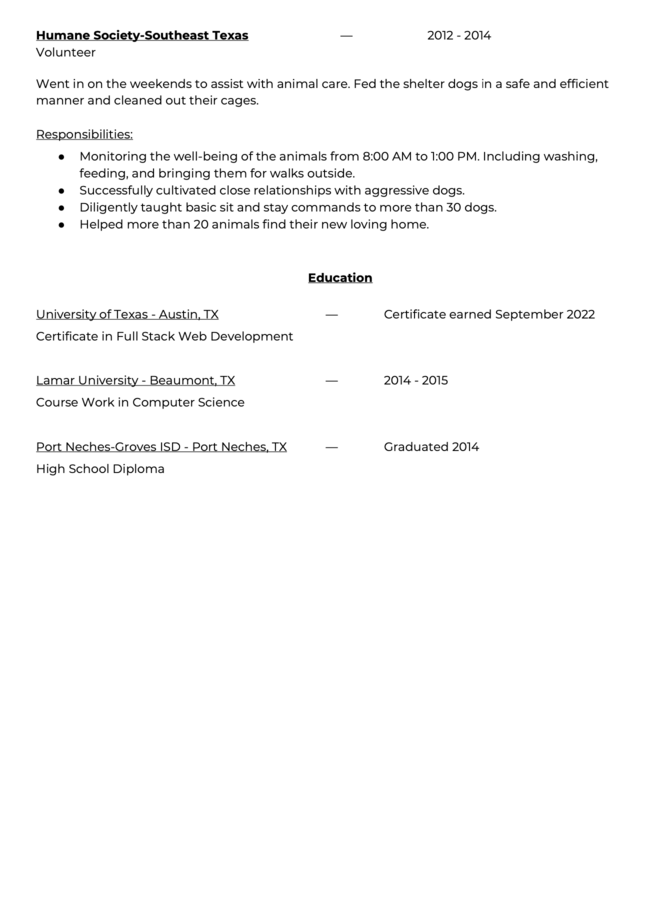 Humane Society-Southeast Texas — 2012 - 2014
Volunteer
Went in on the weekends to assist with animal care. Fed the shelter dogs in a safe and efficient
manner and cleaned out their cages.
Responsibilities:
● Monitoring the well-being of the animals from 8:00 AM to 1:00 PM. Including washing,
feeding, and bringing them for walks outside.
● Successfully cultivated close relationships with aggressive dogs.
● Diligently taught basic sit and stay commands to more than 30 dogs.
● Helped more than 20 animals find their new loving home.
Education
University of Texas - Austin, TX — Certificate earned September 2022
Certificate in Full Stack Web Development
Lamar University - Beaumont, TX — 2014 - 2015
Course Work in Computer Science
Port Neches-Groves ISD - Port Neches, TX — Graduated 2014
High School Diploma